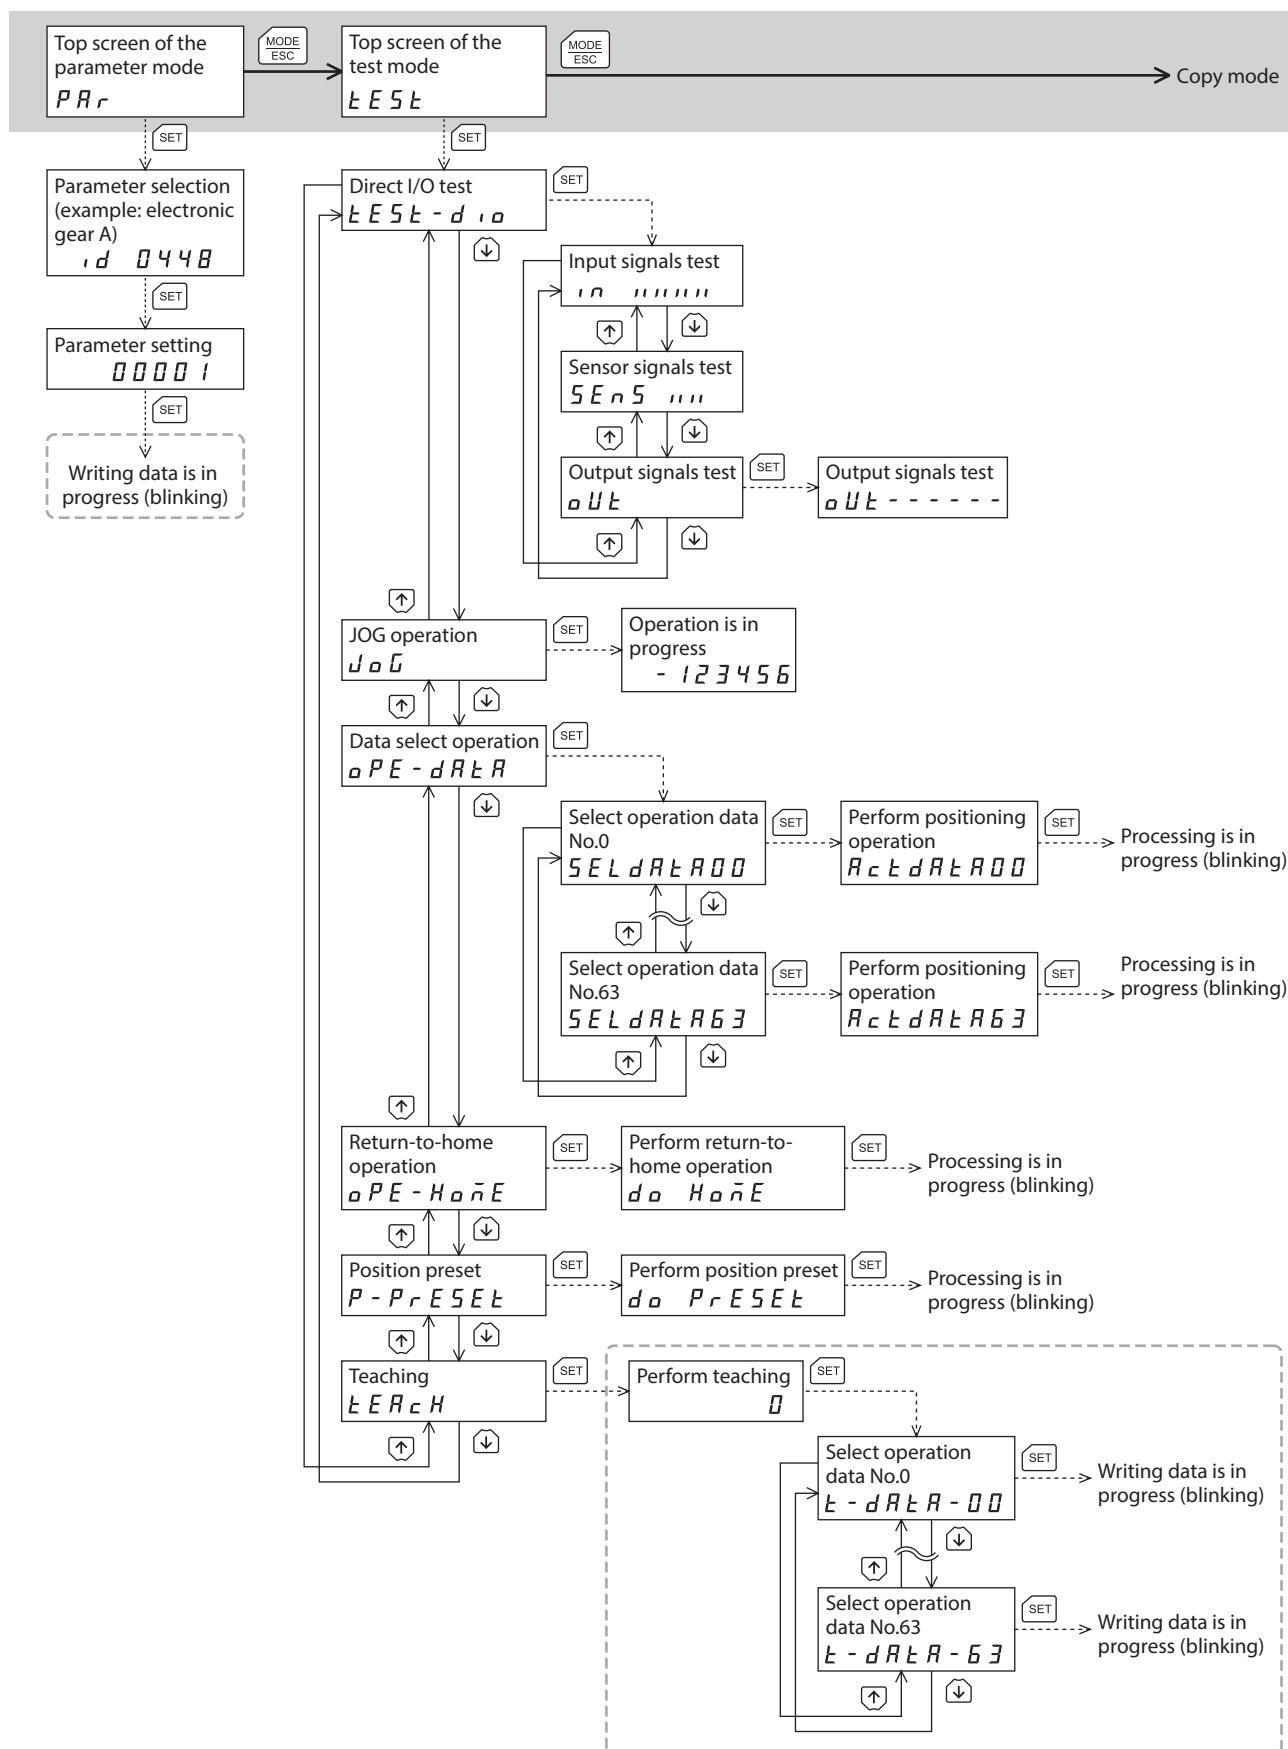 Top screen of the
parameter mode
PAr
MODE
ESC
Top screen of the
test mode
tESt
MODE
ESC
Copy mode
SET
SET
Parameter selection
(example: electronic
gear A)
id 0448
SET
Parameter setting
00001
SET
Writing data is in
progress (blinking)
Direct I/O test
tESt-dio
SET
Input signals test
in
Sensor signals test
SEnS
Output signals test
oUt
SET
Output signals test
oUt------
JOG operation
JoG
SET
Operation is in
progress
-123456
Data select operation
oPE-dAtA
SET
Select operation data
No.0
SELdAtA00
SET
Perform positioning
operation
ActdAtA00
SET
Processing is in
progress (blinking)
Select operation data
No.63
SELdAtA63
SET
Perform positioning
operation
ActdAtA63
SET
Processing is in
progress (blinking)
Return-to-home
operation
oPE-HomE
SET
Perform return-to-
home operation
do HomE
SET
Processing is in
progress (blinking)
Position preset
P-PrESEt
SET
Perform position preset
do PrESEt
SET
Processing is in
progress (blinking)
Teaching
tEAcH
SET
Perform teaching
0
SET
Select operation
data No.0
t-dAtA-00
SET
Writing data is in
progress (blinking)
Select operation
data No.63
t-dAtA-63
SET
Writing data is in
progress (blinking)